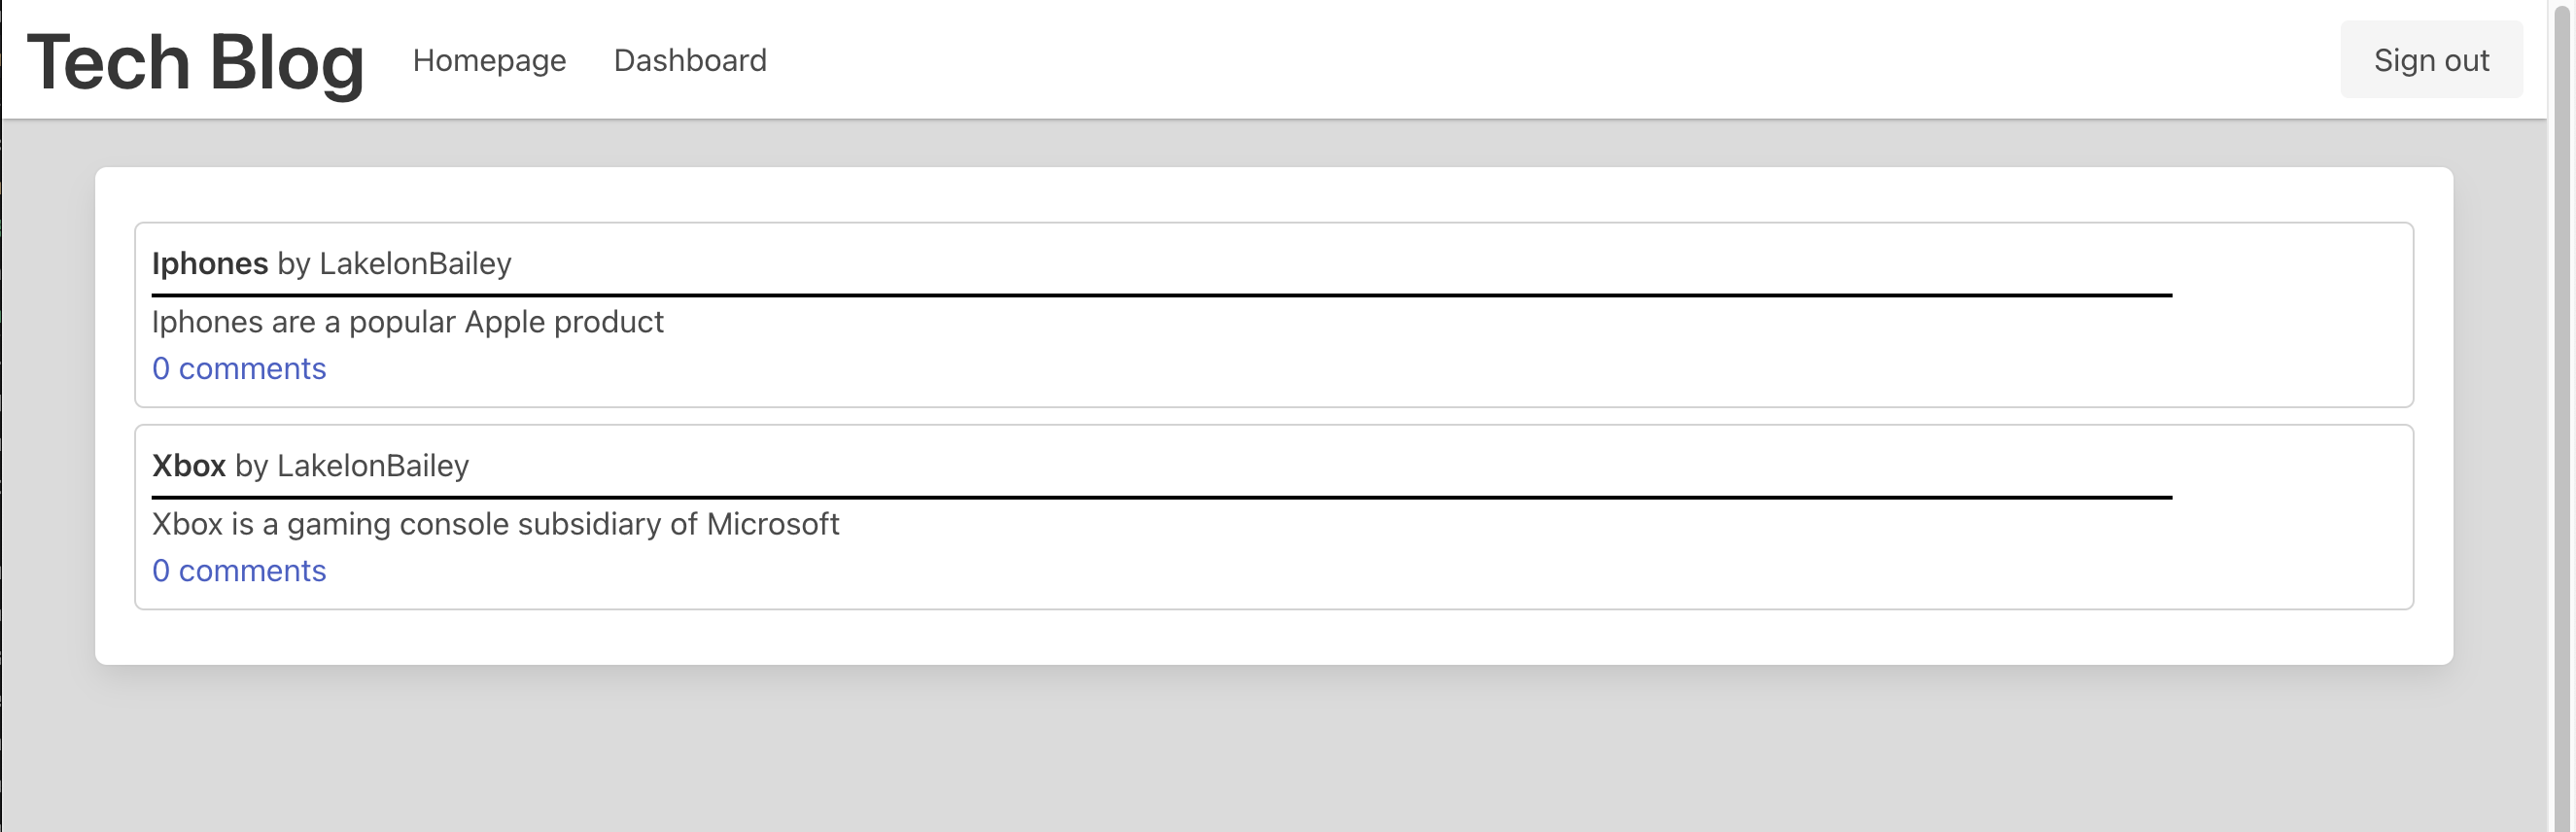 Tech Blog
Homepage
Dashboard
Sign out
Iphones by LakelonBailey
Iphones are a popular Apple product
0 comments
Xbox by LakelonBailey
Xbox is a gaming console subsidiary of Microsoft
0 comments